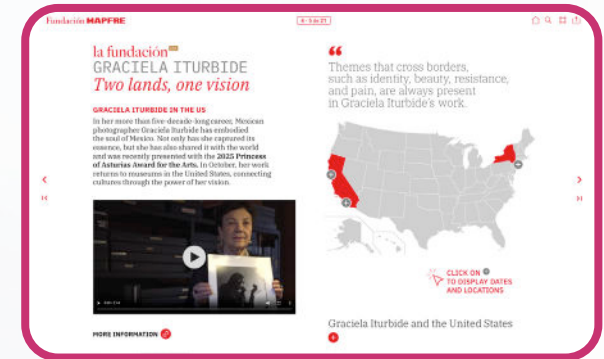 Fundación MAPFRE
4 - 5 de 21
la fundación
GRACIELA ITURBIDE
Two lands, one vision
GRACIELA ITURBIDE IN THE US
In her more than five-decade-long career, Mexican
photographer Graciela Iturbide has embodied
the soul of Mexico. Not only has she captured its
essence, but she has also shared it with the world
and was recently presented with the 2025 Princess
of Asturias Award for the Arts. In October, her work
returns to museums in the United States, connecting
cultures through the power of her vision.
MORE INFORMATION
“
Themes that cross borders,
such as identity, beauty, resistance,
and pain, are always present
in Graciela Iturbide's work.
CLICK ON
TO DISPLAY DATES
AND LOCATIONS
Graciela Iturbide and the United States